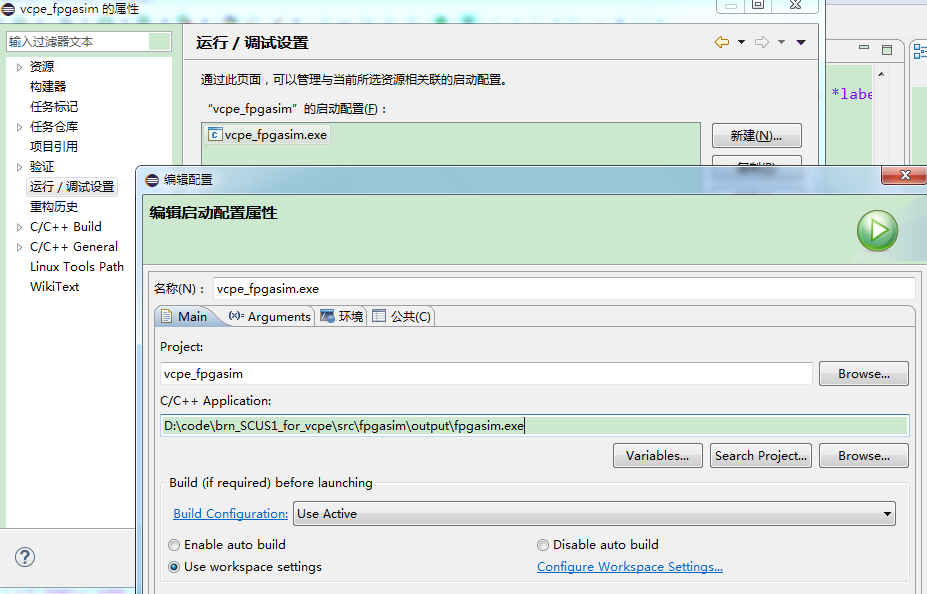 vcpe_fpgasim 的属性
输入过滤器文本
资源
构建器
任务标记
任务仓库
项目引用
验证
运行 / 调试设置
重构历史
C/C++ Build
C/C++ General
Linux Tools Path
WikiText
运行 / 调试设置
通过此页面，可以管理与当前所选资源相关联的启动配置。
“vcpe_fpgasim”的启动配置(F)：
vcpe_fpgasim.exe
新建(N)...
*labe
编辑配置
编辑启动配置属性
名称(N)： vcpe_fpgasim.exe
Main (x)= Arguments 环境 公共(C)
Project:
vcpe_fpgasim Browse...
C/C++ Application:
D:\code\brn_SCUS1_for_vcpe\src\fpgasim\output\fpgasim.exe
Variables... Search Project... Browse...
Build (if required) before launching
Build Configuration: Use Active
Enable auto build Disable auto build
Use workspace settings Configure Workspace Settings...